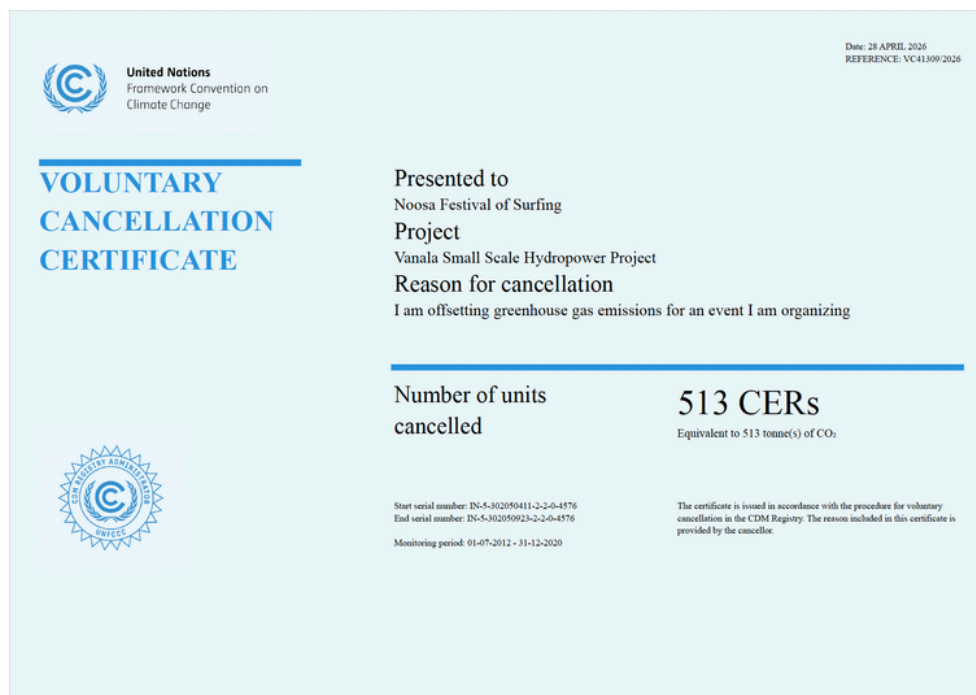 Date: 28 APRIL 2026
REFERENCE: VC41309/2026
United Nations
Framework Convention on
Climate Change
VOLUNTARY
CANCELLATION
CERTIFICATE
Presented to
Noosa Festival of Surfing
Project
Vanala Small Scale Hydropower Project
Reason for cancellation
I am offsetting greenhouse gas emissions for an event I am organizing
Number of units
cancelled
513 CERs
Equivalent to 513 tonne(s) of CO₂
CDM REGISTRY ADMINISTRATOR
UNFCCC
Start serial number: IN-5-302050411-2-2-0-4576
End serial number: IN-5-302050923-2-2-0-4576
Monitoring period: 01-07-2012 - 31-12-2020
The certificate is issued in accordance with the procedure for voluntary
cancellation in the CDM Registry. The reason included in this certificate is
provided by the cancellor.